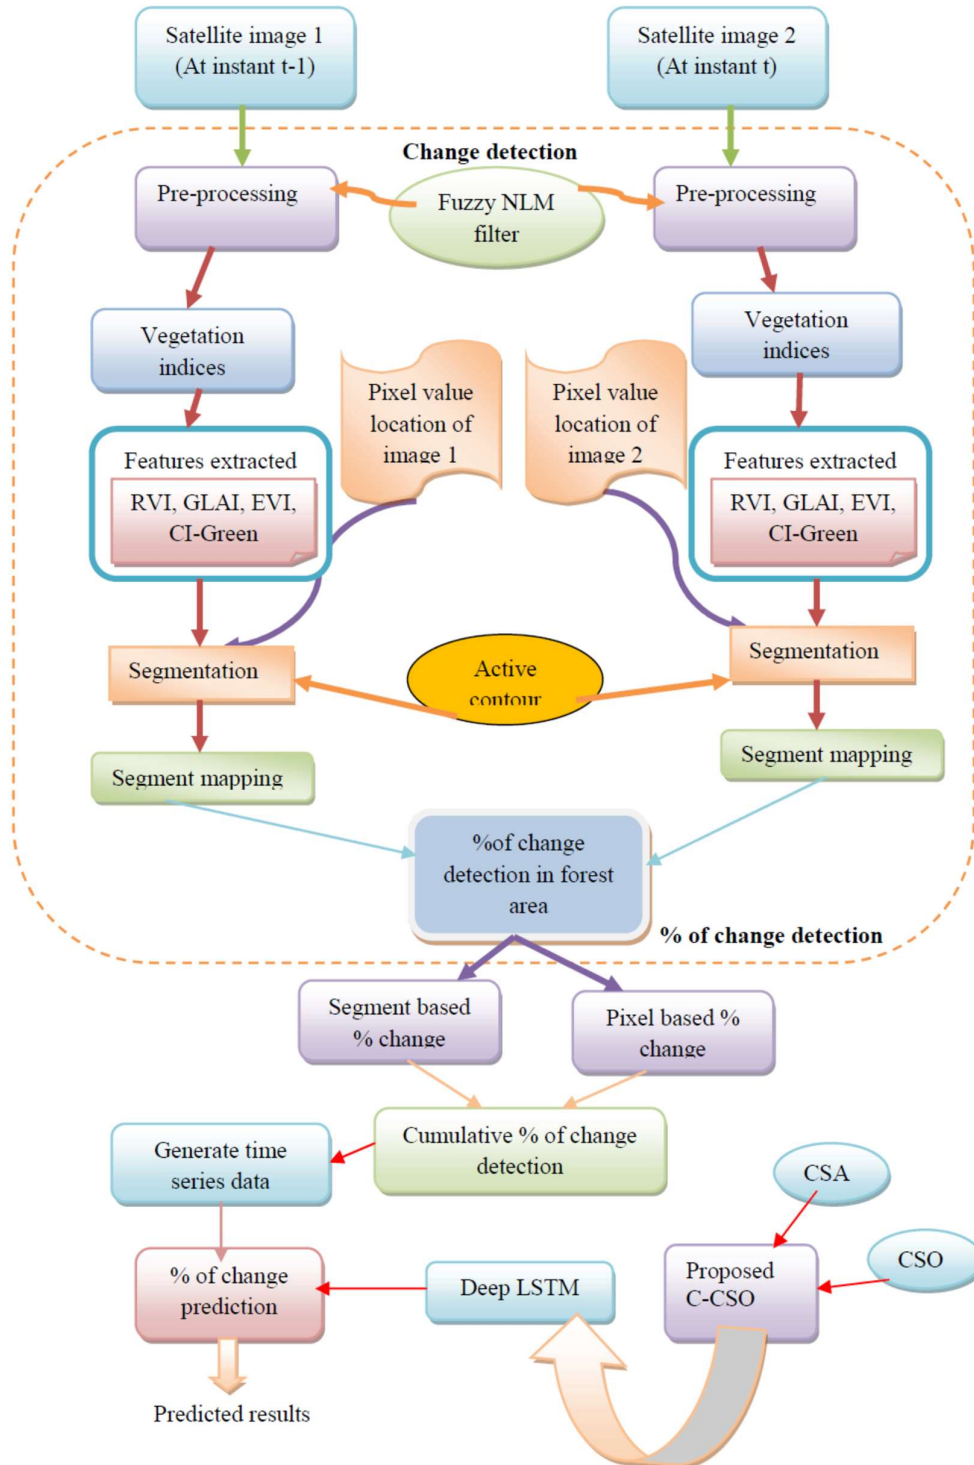 Satellite image 1
(At instant t-1)
Satellite image 2
(At instant t)
Change detection
Pre-processing
Fuzzy NLM
filter
Pre-processing
Vegetation
indices
Vegetation
indices
Pixel value
location of
image 1
Pixel value
location of
image 2
Features extracted
RVI, GLAI, EVI,
CI-Green
Features extracted
RVI, GLAI, EVI,
CI-Green
Segmentation
Active
contour
Segmentation
Segment mapping
Segment mapping
%of change
detection in forest
area
% of change detection
Segment based
% change
Pixel based %
change
Cumulative % of change
detection
Generate time
series data
CSA
CSO
% of change
prediction
Deep LSTM
Proposed
C-CSO
Predicted results